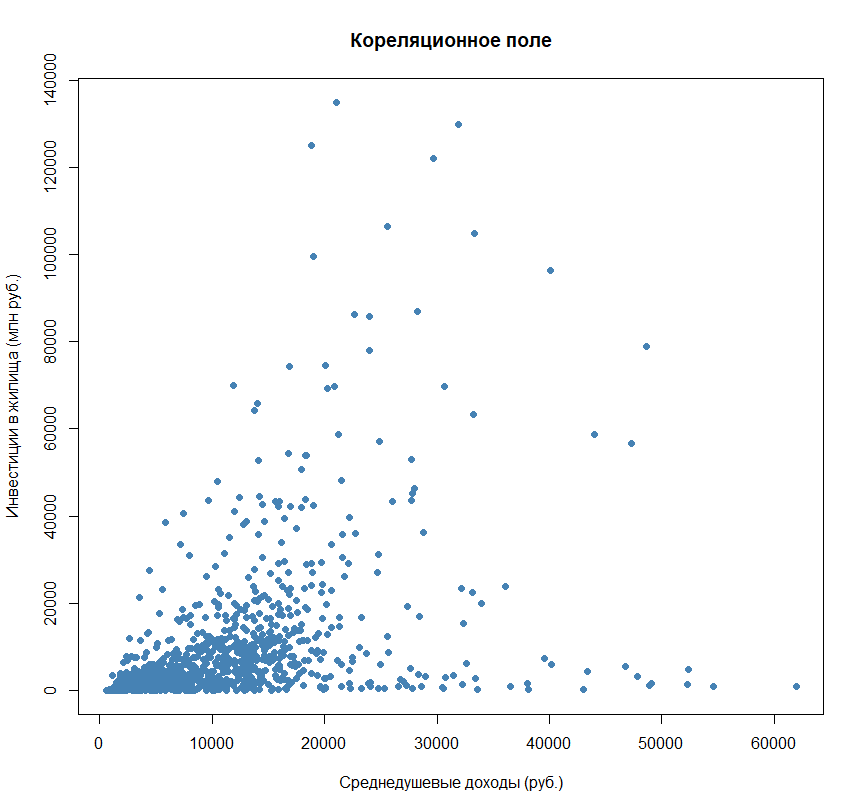 Кореляционное поле
140000
120000
100000
80000
60000
40000
20000
0
Инвестиции в жилища (млн руб.)
0 10000 20000 30000 40000 50000 60000
Среднедушевые доходы (руб.)